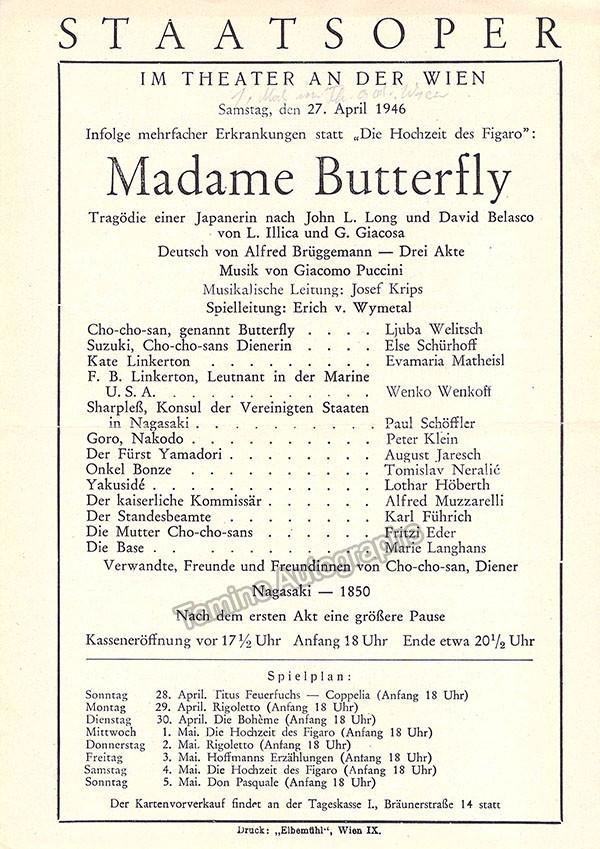 STAATSOPER
IM THEATER AN DER WIEN
Samstag, den 27. April 1946
Infolge mehrfacher Erkrankungen statt „Die Hochzeit des Figaro":
Madame Butterfly
Tragödie einer Japanerin nach John L. Long und David Belasco
von L. Illica und G. Giacosa
Deutsch von Alfred Brüggemann — Drei Akte
Musik von Giacomo Puccini
Musikalische Leitung: Josef Krips
Spielleitung: Erich v. Wymetal
Cho-cho-san, genannt Butterfly . . . . Ljuba Welitsch
Suzuki, Cho-cho-sans Dienerin . . . . Else Schürhoff
Kate Linkerton . . . . . . . . . Evamaria Matheisl
F. B. Linkerton, Leutnant in der Marine
U. S. A. . . . . . . . . . . . Wenko Wenkoff
Sharpleß, Konsul der Vereinigten Staaten
in Nagasaki . . . . . . . . . . Paul Schöffler
Goro, Nakodo . . . . . . . . . . Peter Klein
Der Fürst Yamadori . . . . . . . . August Jaresch
Onkel Bonze . . . . . . . . . . Tomislav Neralić
Yakusidé . . . . . . . . . . . . Lothar Höberth
Der kaiserliche Kommissär . . . . . . Alfred Muzzarelli
Der Standesbeamte . . . . . . . . Karl Führich
Die Mutter Cho-cho-sans . . . . . . Fritzi Eder
Die Base . . . . . . . . . . . . Marie Langhans
Verwandte, Freunde und Freundinnen von Cho-cho-san, Diener
Nagasaki — 1850
Nach dem ersten Akt eine größere Pause
Kasseneröffnung vor 17 1/2 Uhr Anfang 18 Uhr Ende etwa 20 1/2 Uhr
Spielplan:
Sonntag 28. April. Titus Feuerfuchs — Coppelia (Anfang 18 Uhr)
Montag 29. April. Rigoletto (Anfang 18 Uhr)
Dienstag 30. April. Die Bohème (Anfang 18 Uhr)
Mittwoch 1. Mai. Die Hochzeit des Figaro (Anfang 18 Uhr)
Donnerstag 2. Mai. Rigoletto (Anfang 18 Uhr)
Freitag 3. Mai. Hoffmanns Erzählungen (Antang 18 Uhr)
Samstag 4. Mai. Die Hochzeit des Figaro (Anfang 18 Uhr)
Sonntag 5. Mai. Don Pasquale (Anfang 18 Uhr)
Der Kartenvorverkauf findet an der Tageskasse I., Bräunerstraße 14 statt
Druck: „Elbemühl", Wien IX.
Tamino Autographs